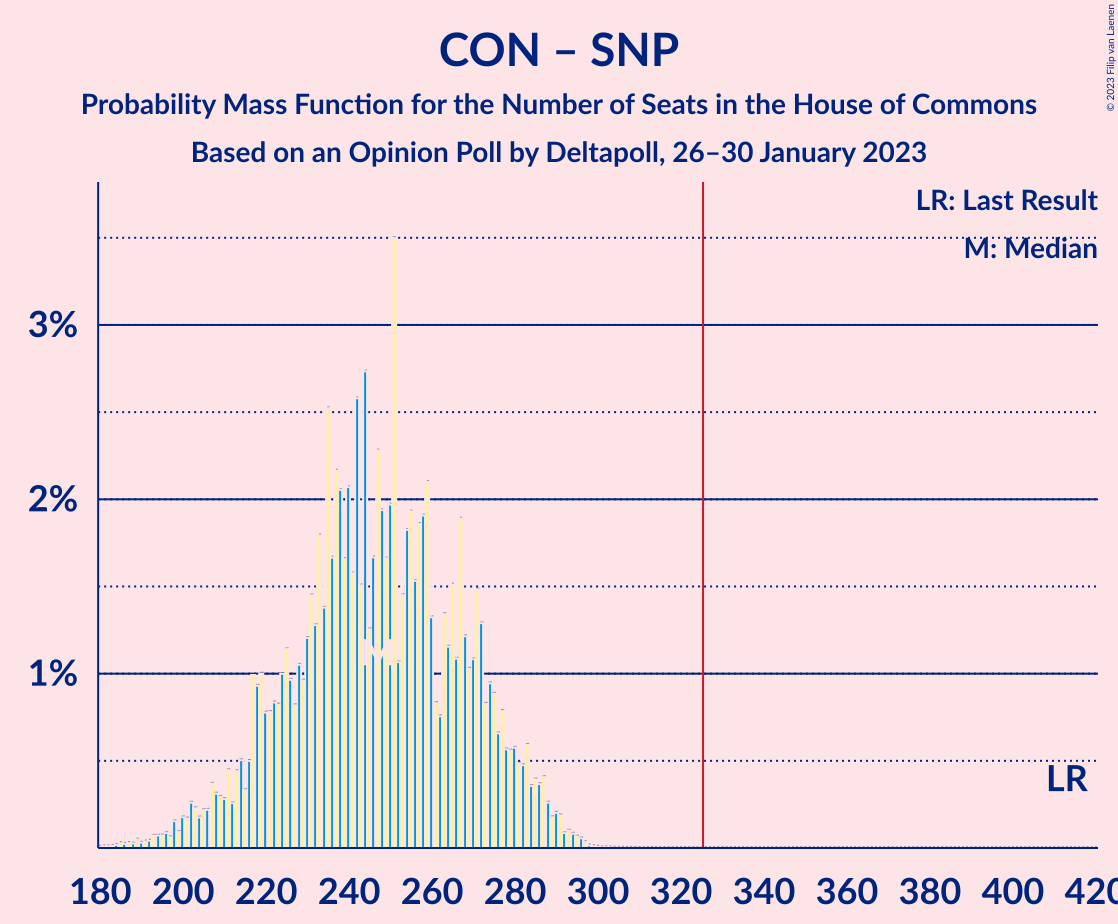 CON – SNP
Probability Mass Function for the Number of Seats in the House of Commons
Based on an Opinion Poll by Deltapoll, 26–30 January 2023
© 2023 Filip van Laenen
LR: Last Result
M: Median
3%
2%
1%
M
LR
180 200 220 240 260 280 300 320 340 360 380 400 420